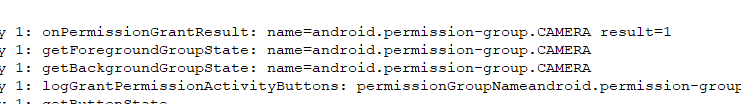 y 1: onPermissionGrantResult: name=android.permission-group.CAMERA result=1
y 1: getForegroundGroupState: name=android.permission-group.CAMERA
y 1: getBackgroundGroupState: name=android.permission-group.CAMERA
y 1: logGrantPermissionActivityButtons: permissionGroupNameandroid.permission-group
y 1: getButtonState